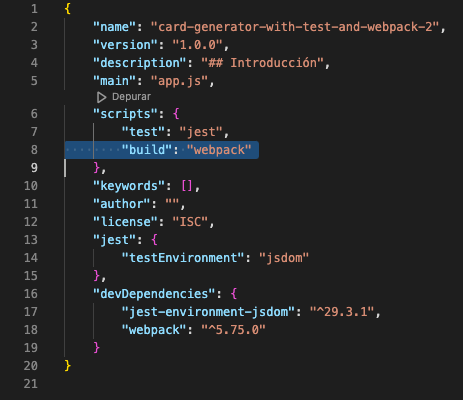 1 {
2 "name": "card-generator-with-test-and-webpack-2",
3 "version": "1.0.0",
4 "description": "## Introducción",
5 "main": "app.js",
Depurar
6 "scripts": {
7 "test": "jest",
8 "build": "webpack"
9 },
10 "keywords": [],
11 "author": "",
12 "license": "ISC",
13 "jest": {
14 "testEnvironment": "jsdom"
15 },
16 "devDependencies": {
17 "jest-environment-jsdom": "^29.3.1",
18 "webpack": "^5.75.0"
19 }
20 }
21